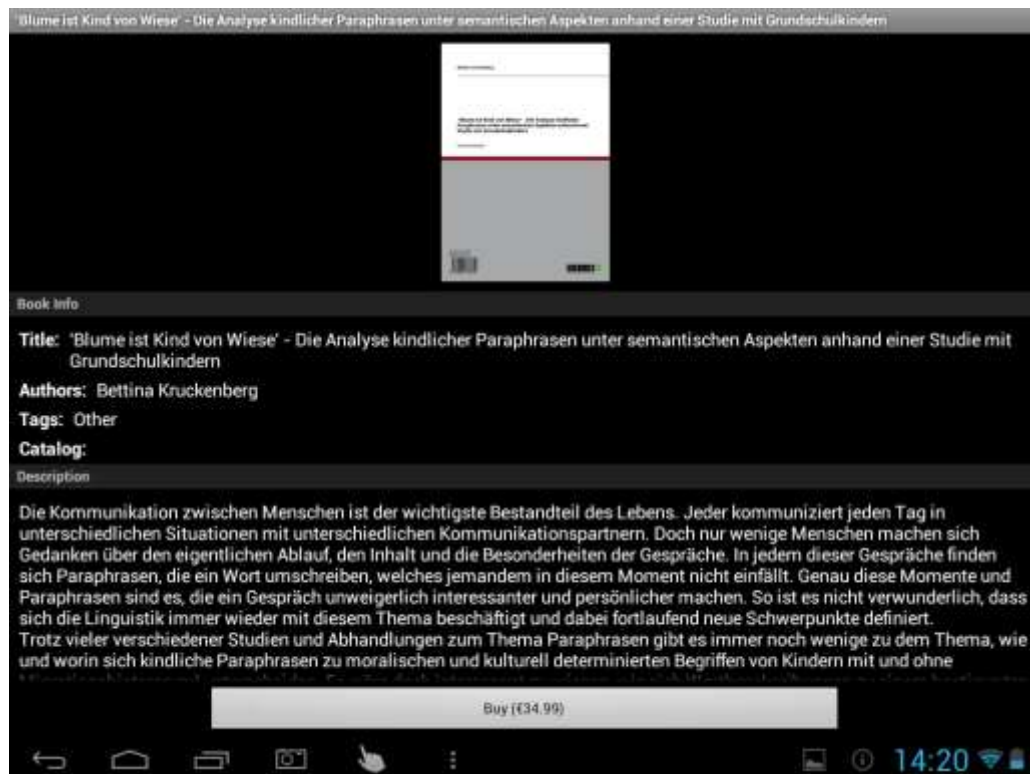 'Blume ist Kind von Wiese' - Die Analyse kindlicher Paraphrasen unter semantischen Aspekten anhand einer Studie mit Grundschulkindern
Book Info
Title: 'Blume ist Kind von Wiese' - Die Analyse kindlicher Paraphrasen unter semantischen Aspekten anhand einer Studie mit
Grundschulkindern
Authors: Bettina Kruckenberg
Tags: Other
Catalog:
Description
Die Kommunikation zwischen Menschen ist der wichtigste Bestandteil des Lebens. Jeder kommuniziert jeden Tag in
unterschiedlichen Situationen mit unterschiedlichen Kommunikationspartnern. Doch nur wenige Menschen machen sich
Gedanken über den eigentlichen Ablauf, den Inhalt und die Besonderheiten der Gespräche. In jedem dieser Gespräche finden
sich Paraphrasen, die ein Wort umschreiben, welches jemandem in diesem Moment nicht einfällt. Genau diese Momente und
Paraphrasen sind es, die ein Gespräch unweigerlich interessanter und persönlicher machen. So ist es nicht verwunderlich, dass
sich die Linguistik immer wieder mit diesem Thema beschäftigt und dabei fortlaufend neue Schwerpunkte definiert.
Trotz vieler verschiedener Studien und Abhandlungen zum Thema Paraphrasen gibt es immer noch wenige zu dem Thema, wie
und worin sich kindliche Paraphrasen zu moralischen und kulturell determinierten Begriffen von Kindern mit und ohne
Buy (€34.99)
14:20